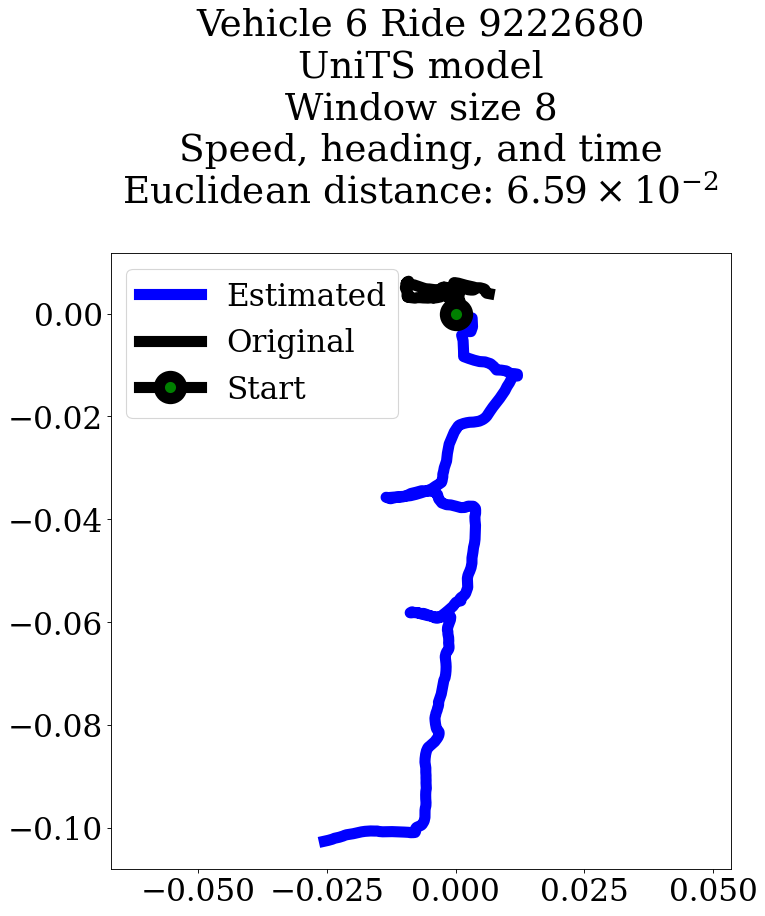 Vehicle 6 Ride 9222680
UniTS model
Window size 8
Speed, heading, and time
Euclidean distance: 6.59 × 10⁻²
Estimated
Original
Start
0.00
−0.02
−0.04
−0.06
−0.08
−0.10
−0.050 −0.025 0.000 0.025 0.050